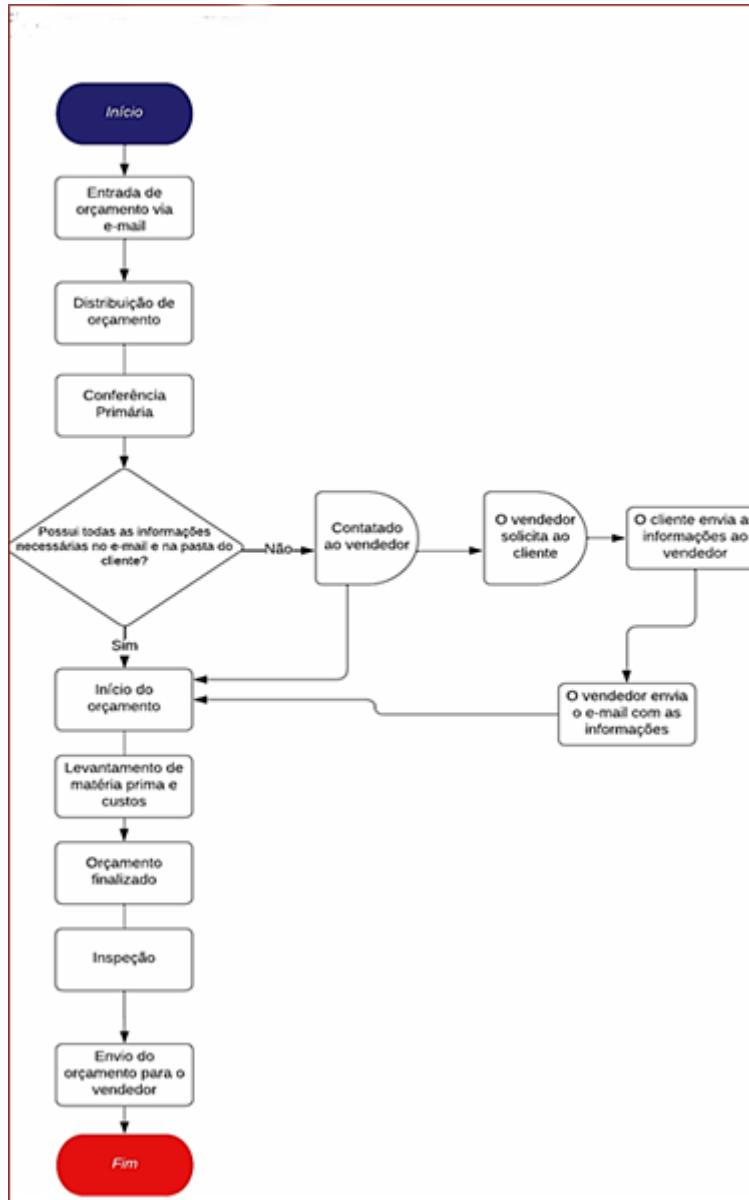 Início
Entrada de
orçamento via
e-mail
Distribuição de
orçamento
Conferência
Primária
Possui todas as informações
necessárias no e-mail e na pasta do
cliente?
Não
Contatado
ao vendedor
O vendedor
solicita ao
cliente
O cliente envia a
informações ao
vendedor
Sim
Início do
orçamento
O vendedor envia
o e-mail com as
informações
Levantamento de
matéria prima e
custos
Orçamento
finalizado
Inspeção
Envio do
orçamento para o
vendedor
Fim